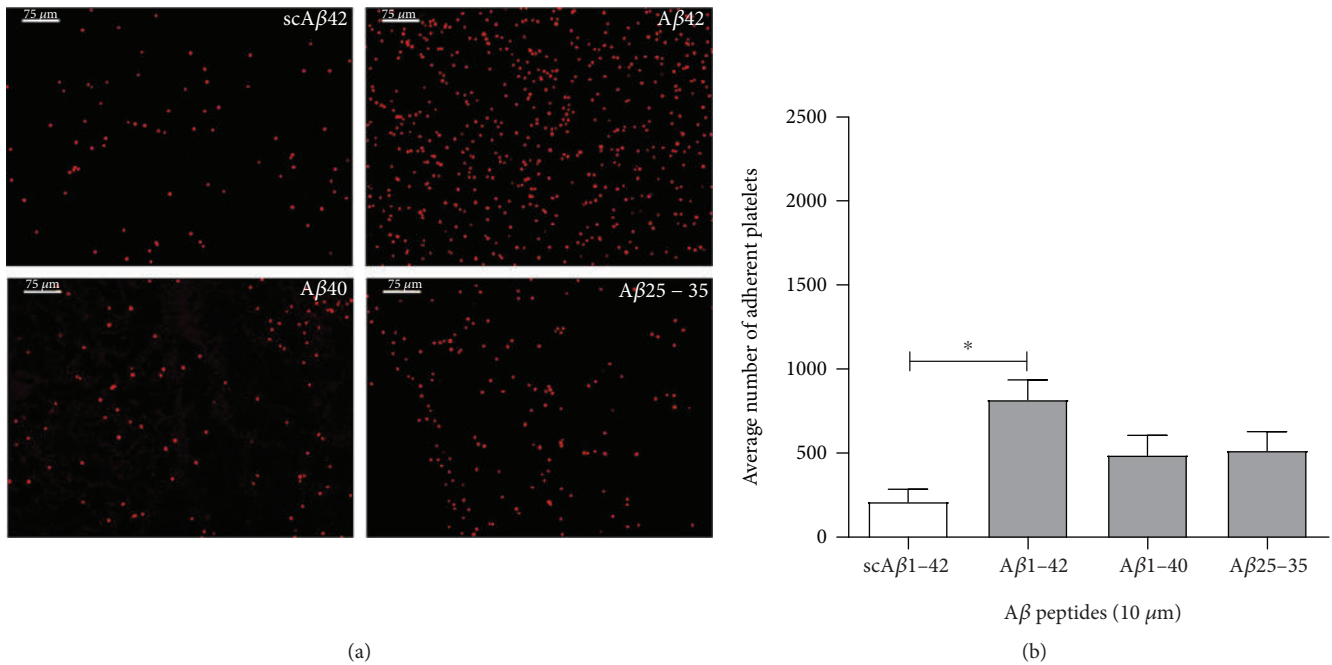 75 μm
scAβ42
75 μm
Aβ42
75 μm
Aβ40
75 μm
Aβ25 – 35
(a)
Average number of adherent platelets
2500
2000
1500
1000
500
0
*
scAβ1–42
Aβ1–42
Aβ1–40
Aβ25–35
Aβ peptides (10 μm)
(b)